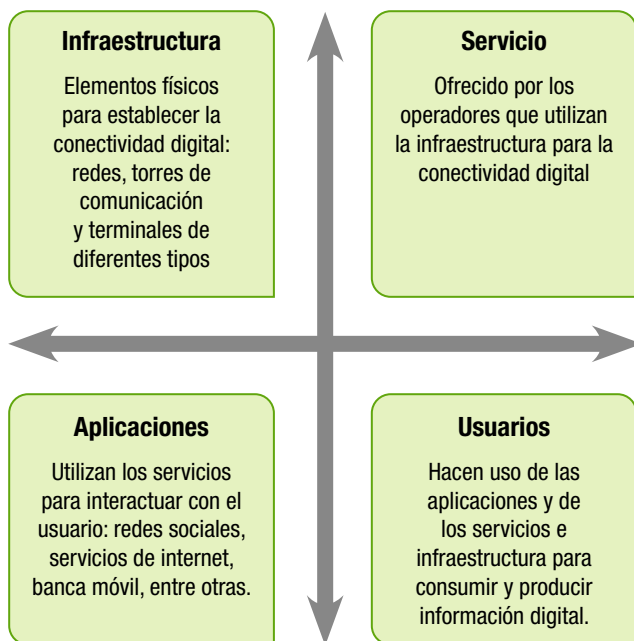 Infraestructura
Elementos físicos
para establecer la
conectividad digital:
redes, torres de
comunicación
y terminales de
diferentes tipos
Servicio
Ofrecido por los
operadores que utilizan
la infraestructura para la
conectividad digital
Aplicaciones
Utilizan los servicios
para interactuar con el
usuario: redes sociales,
servicios de internet,
banca móvil, entre otras.
Usuarios
Hacen uso de las
aplicaciones y de
los servicios e
infraestructura para
consumir y producir
información digital.